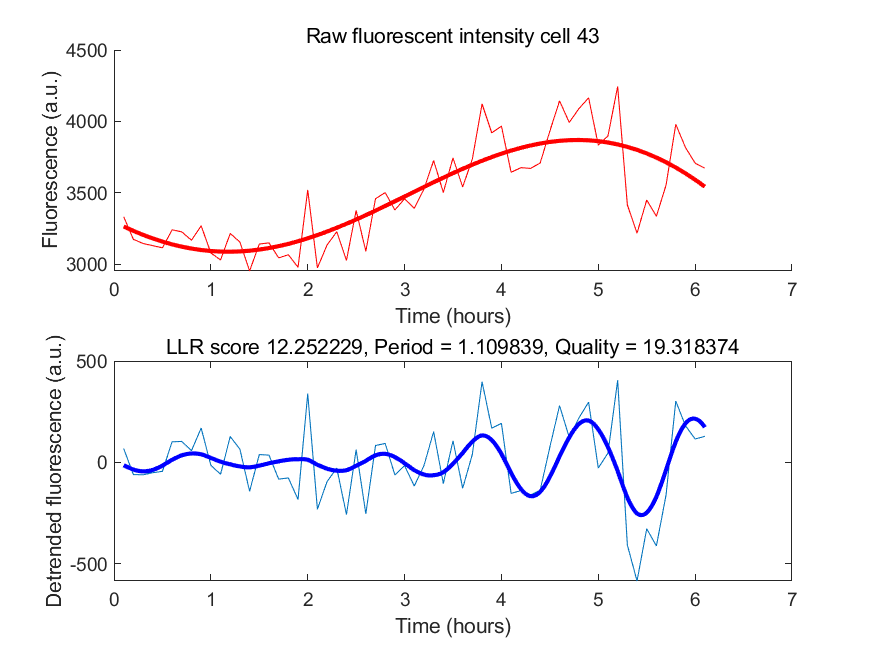 Raw fluorescent intensity cell 43
Fluorescence (a.u.)
4500
4000
3500
3000
0 1 2 3 4 5 6 7
Time (hours)
LLR score 12.252229, Period = 1.109839, Quality = 19.318374
Detrended fluorescence (a.u.)
500
0
-500
0 1 2 3 4 5 6 7
Time (hours)